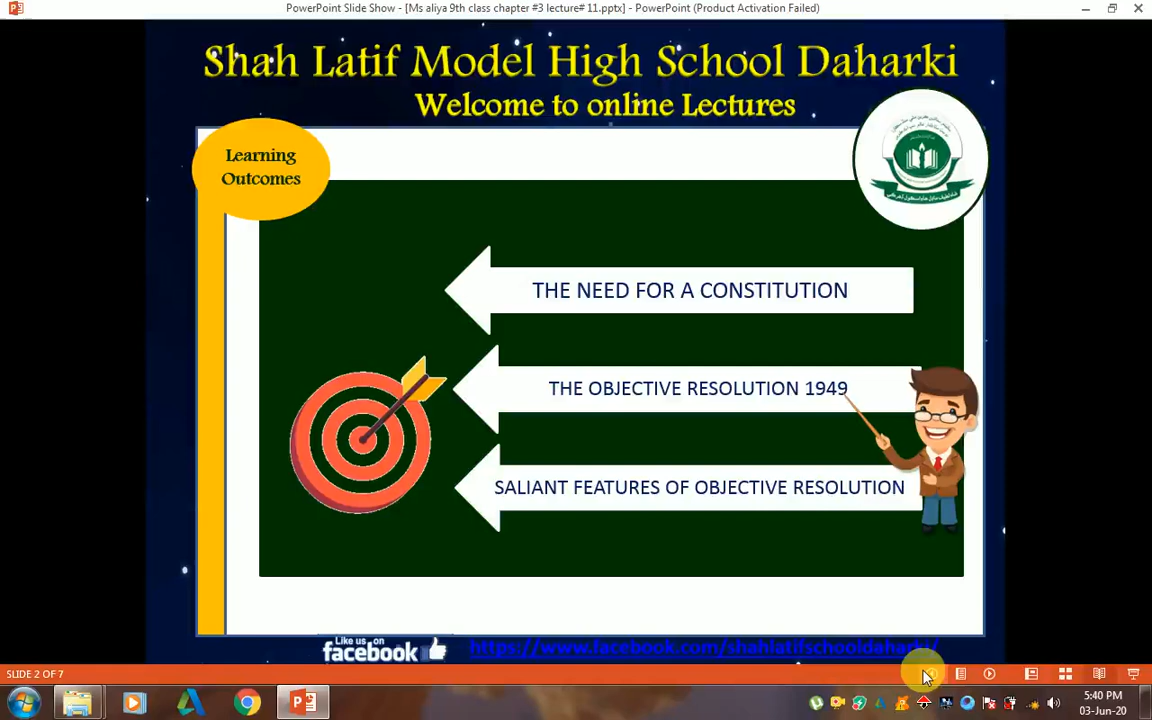 PowerPoint Slide Show - [Ms aliya 9th class chapter #3 lecture# 11.pptx] - PowerPoint (Product Activation Failed)
Shah Latif Model High School Daharki
Welcome to online Lectures
Learning
Outcomes
THE NEED FOR A CONSTITUTION
THE OBJECTIVE RESOLUTION 1949
SALIANT FEATURES OF OBJECTIVE RESOLUTION
Like us on
facebook
https://www.facebook.com/shahlatifschooldaharki/
SLIDE 2 OF 7
5:40 PM
03-Jun-20